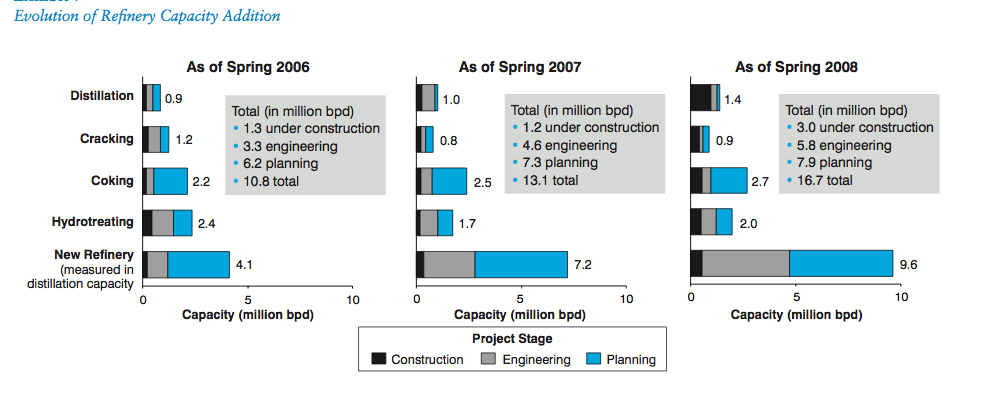 Evolution of Refinery Capacity Addition
As of Spring 2006
As of Spring 2007
As of Spring 2008
Distillation
Cracking
Coking
Hydrotreating
New Refinery
(measured in
distillation capacity
0.9
1.2
2.2
2.4
4.1
Total (in million bpd)
• 1.3 under construction
• 3.3 engineering
• 6.2 planning
• 10.8 total
0 5 10
Capacity (million bpd)
1.0
0.8
2.5
1.7
7.2
Total (in million bpd)
• 1.2 under construction
• 4.6 engineering
• 7.3 planning
• 13.1 total
0 5 10
Capacity (million bpd)
1.4
0.9
2.7
2.0
9.6
Total (in million bpd)
• 3.0 under construction
• 5.8 engineering
• 7.9 planning
• 16.7 total
0 5 10
Capacity (million bpd)
Project Stage
Construction Engineering Planning